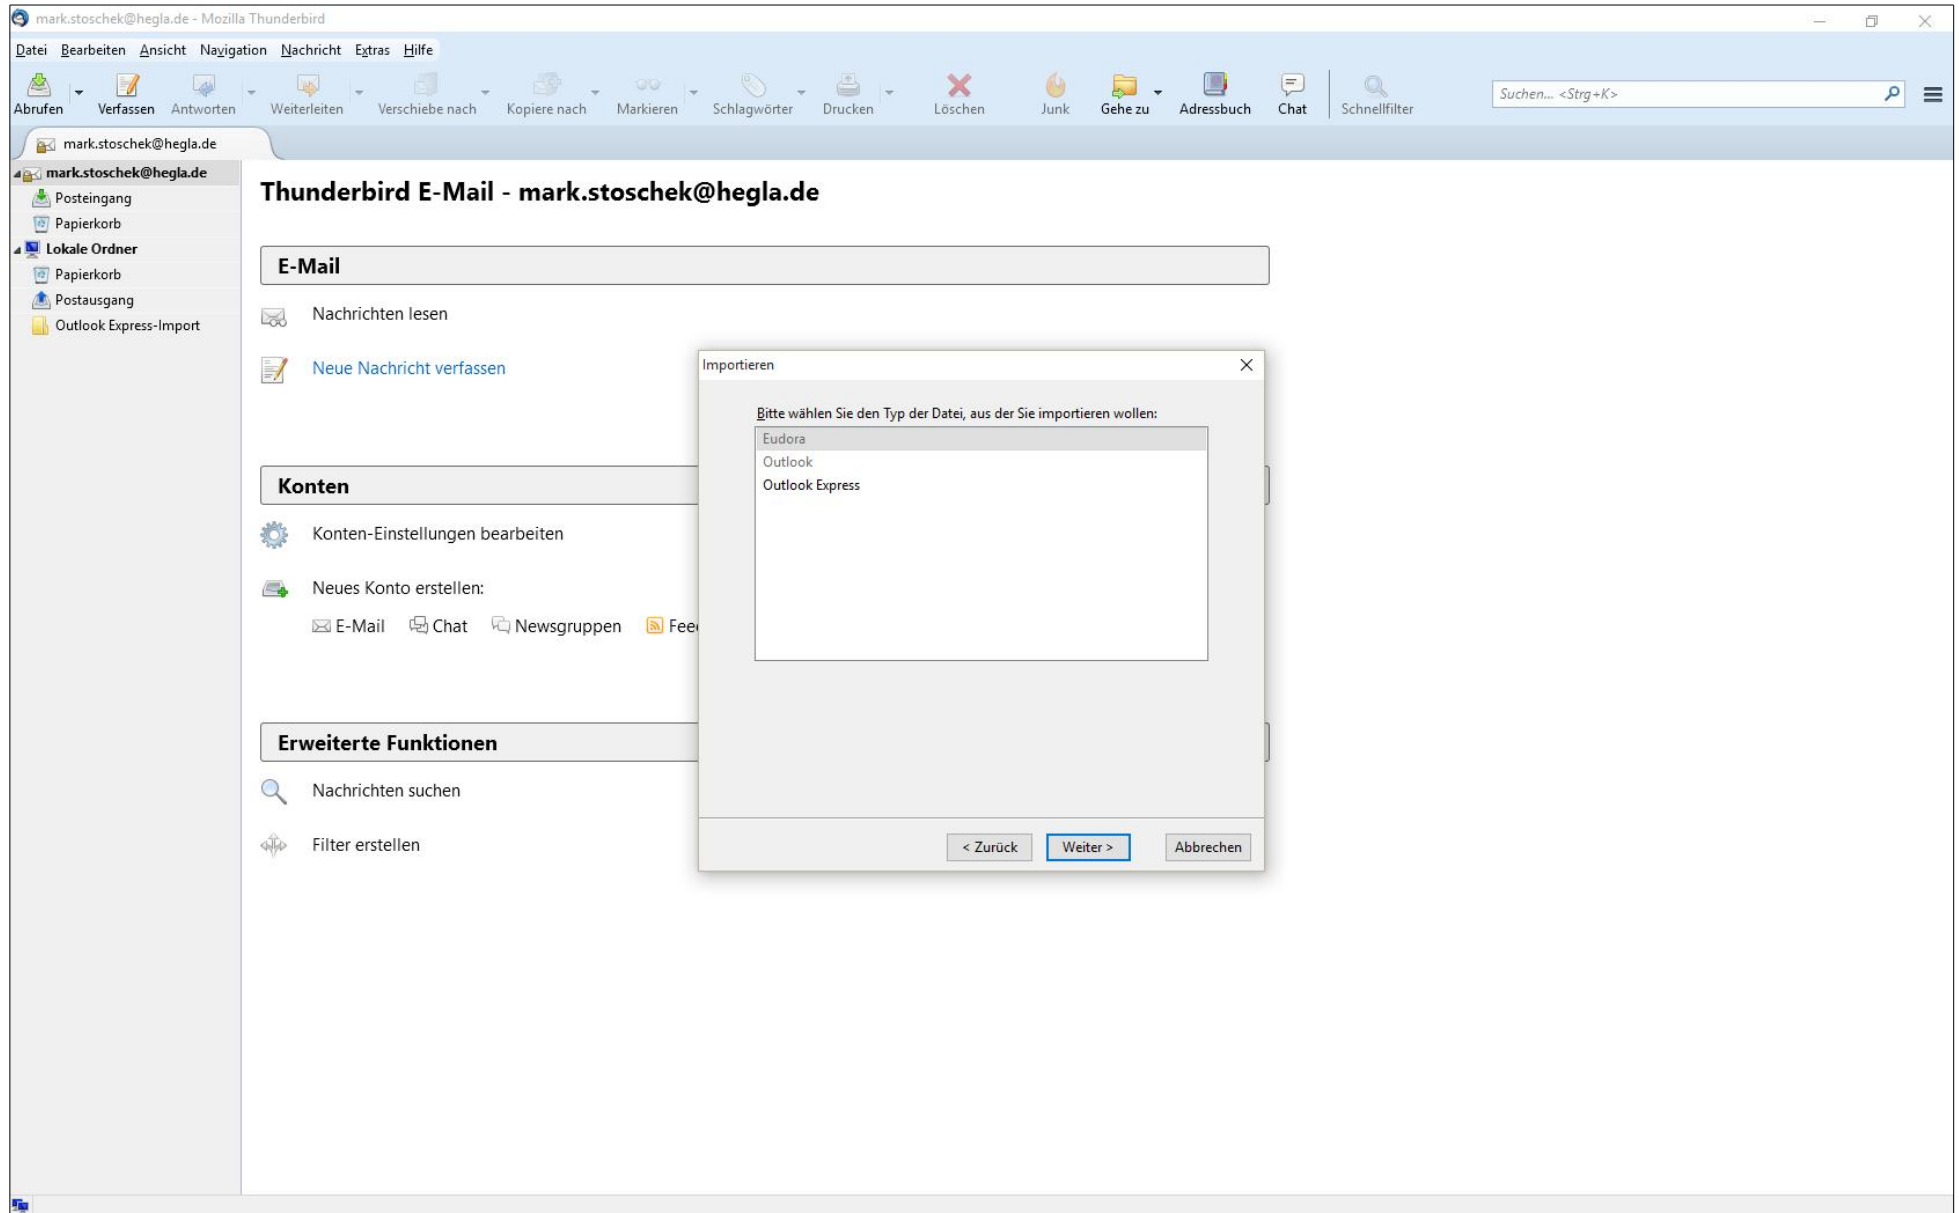 mark.stoschek@hegla.de - Mozilla Thunderbird
Datei Bearbeiten Ansicht Navigation Nachricht Extras Hilfe
Abrufen Verfassen Antworten Weiterleiten Verschiebe nach Kopiere nach Markieren Schlagwörter Drucken Löschen Junk Gehe zu Adressbuch Chat Schnellfilter Suchen... <Strg+K>
mark.stoschek@hegla.de
mark.stoschek@hegla.de
Posteingang
Papierkorb
Lokale Ordner
Papierkorb
Postausgang
Outlook Express-Import
Thunderbird E-Mail - mark.stoschek@hegla.de
E-Mail
Nachrichten lesen
Neue Nachricht verfassen
Konten
Konten-Einstellungen bearbeiten
Neues Konto erstellen:
E-Mail Chat Newsgruppen Fee
Erweiterte Funktionen
Nachrichten suchen
Filter erstellen
Importieren
Bitte wählen Sie den Typ der Datei, aus der Sie importieren wollen:
Eudora
Outlook
Outlook Express
< Zurück Weiter > Abbrechen